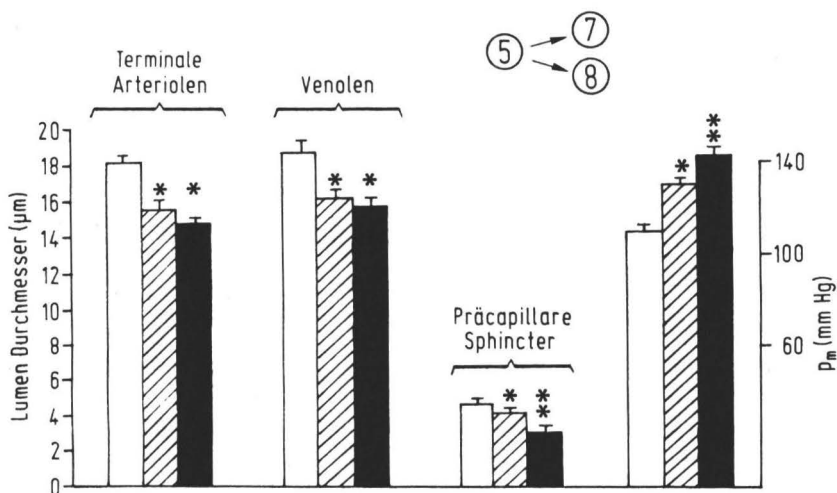 5 7
8
Terminale
Arteriolen
Venolen
Präcapillare
Sphincter
Lumen Durchmesser (µm)
20
18
16
14
12
10
8
6
4
2
0
* *
* *
* **
* **
140
100
60
pm (mm Hg)